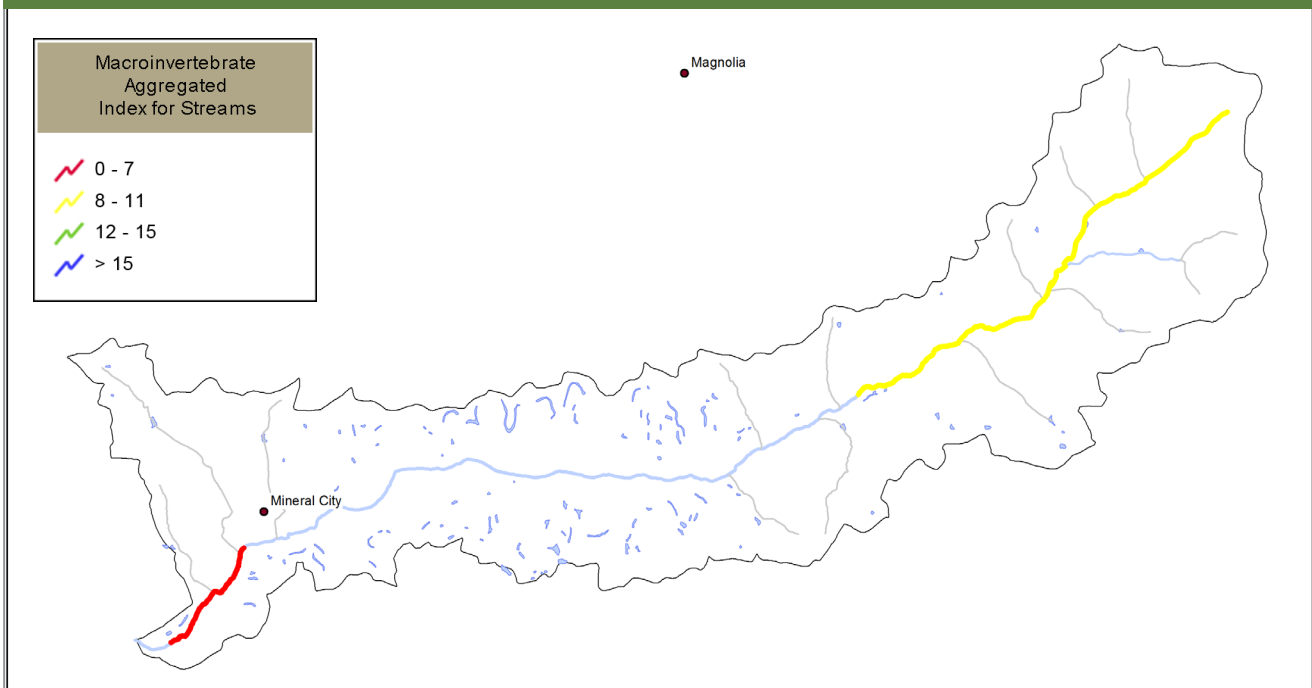 Macroinvertebrate
Aggregated
Index for Streams
0 - 7
8 - 11
12 - 15
> 15
Magnolia
Mineral City